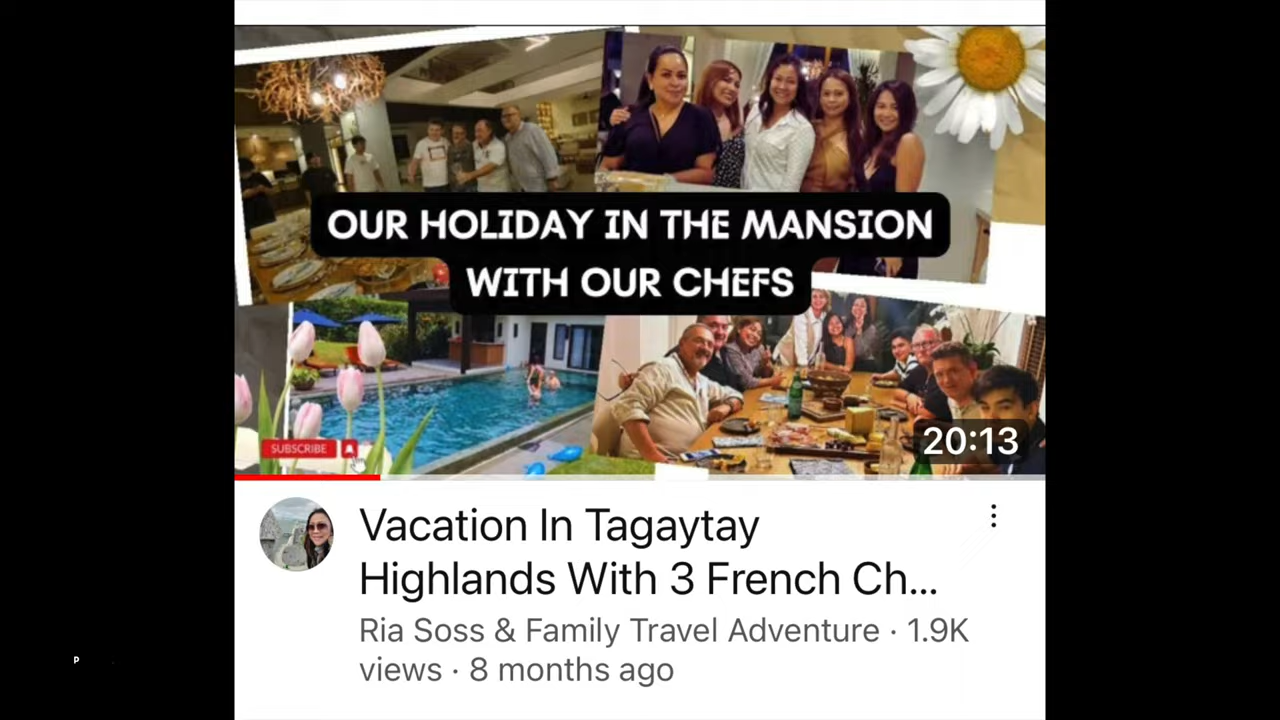 OUR HOLIDAY IN THE MANSION
WITH OUR CHEFS
SUBSCRIBE
20:13
Vacation In Tagaytay
Highlands With 3 French Ch...
Ria Soss & Family Travel Adventure · 1.9K
views · 8 months ago
P